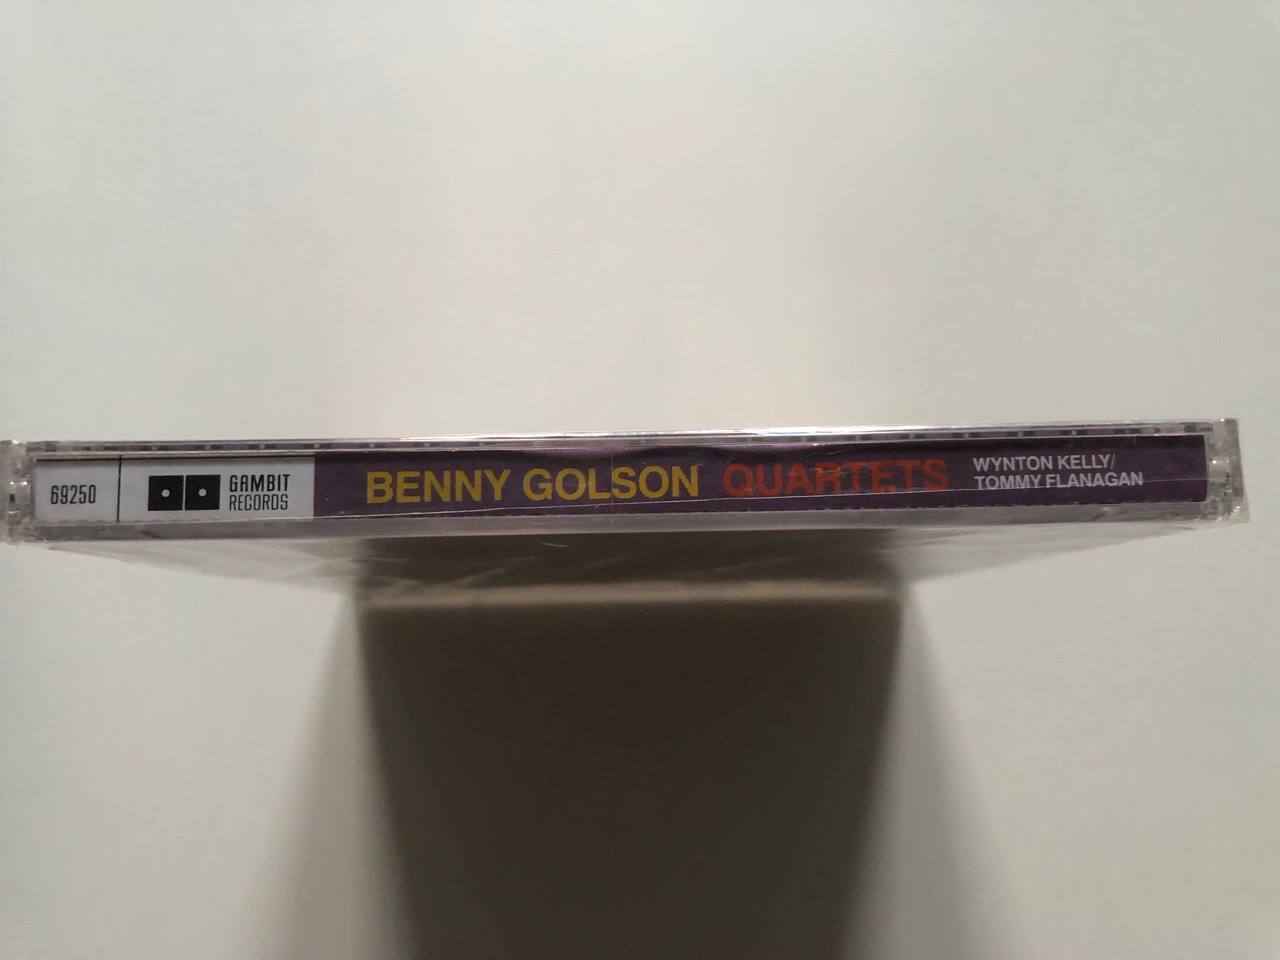 69250
GAMBIT
RECORDS
BENNY GOLSON QUARTETS
WYNTON KELLY/
TOMMY FLANAGAN